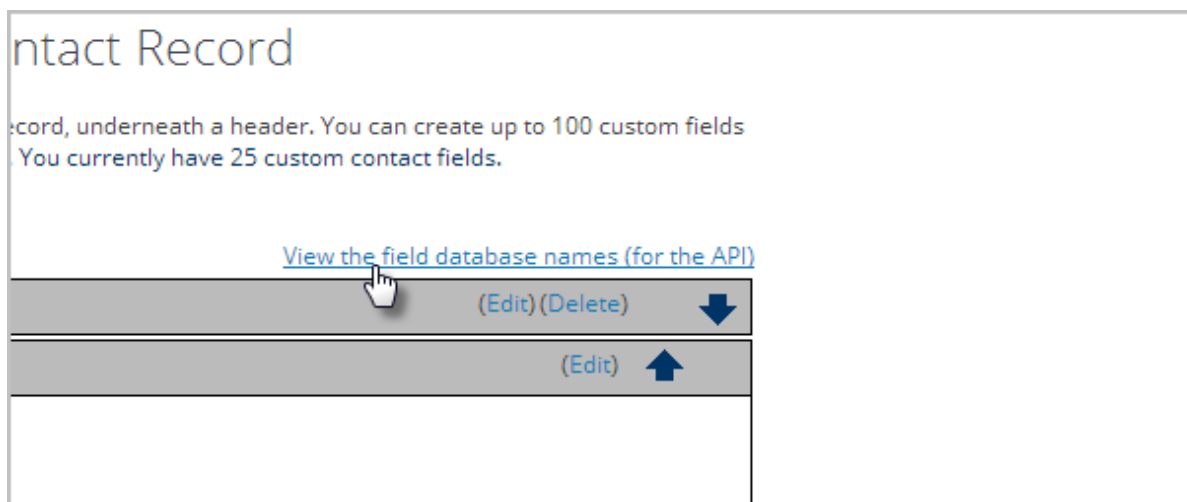 ntact Record
cord, underneath a header. You can create up to 100 custom fields
. You currently have 25 custom contact fields.
View the field database names (for the API)
(Edit) (Delete)
(Edit)